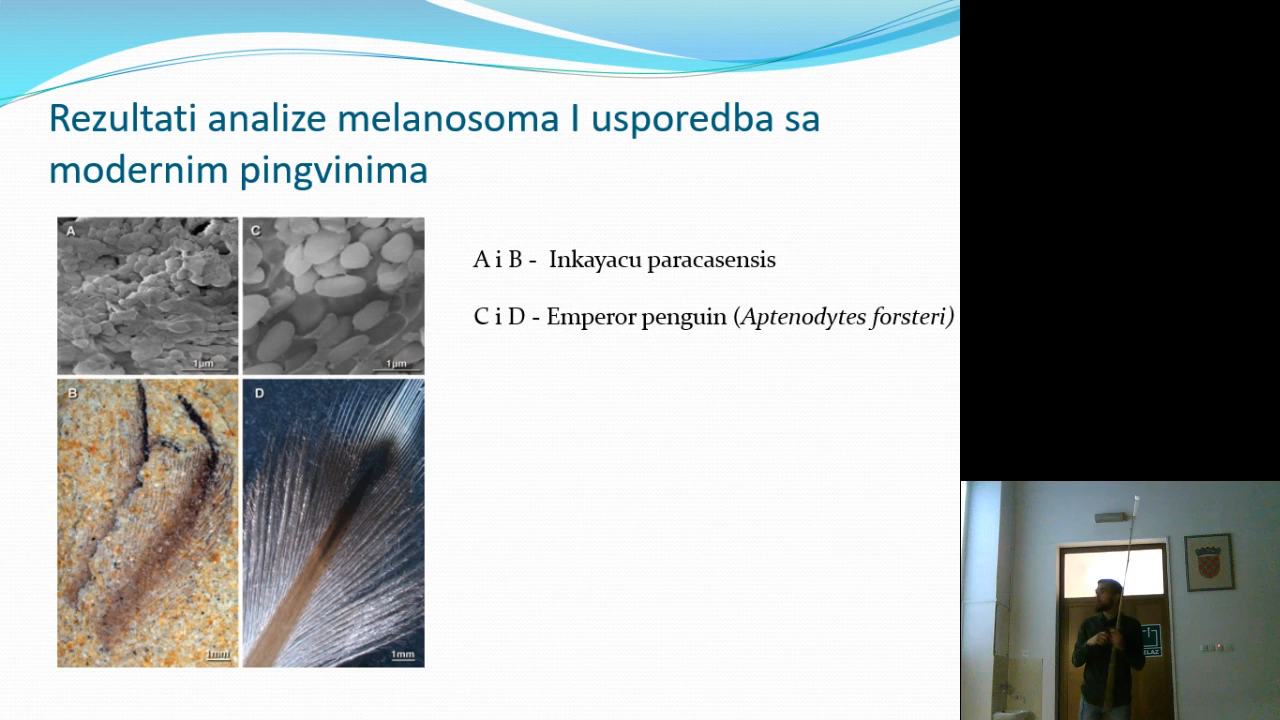 Rezultati analize melanosoma I usporedba sa
modernim pingvinima
A
C
1µm
1µm
B
D
1mm
1mm
A i B - Inkayacu paracasensis
C i D - Emperor penguin (Aptenodytes forsteri)